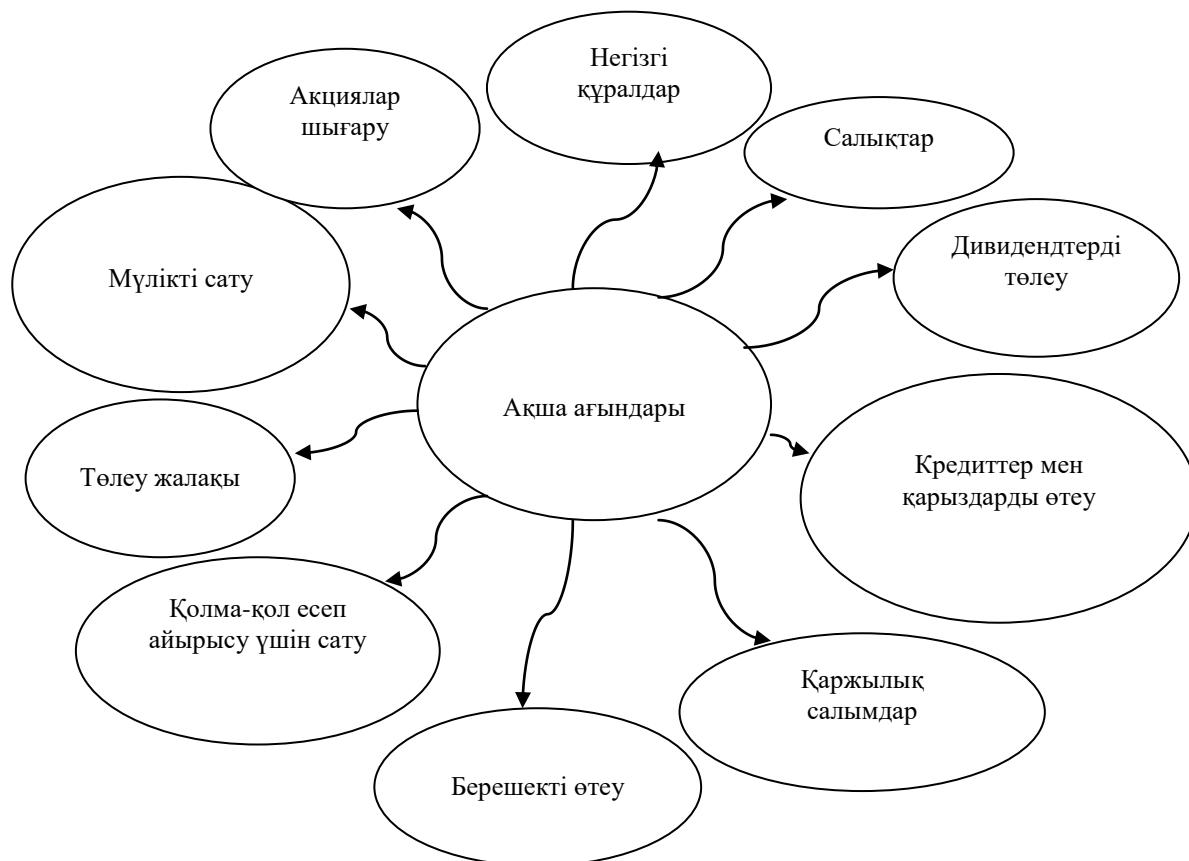 Негізгі
құралдар
Акциялар
шығару
Салықтар
Дивидендтерді
төлеу
Мүлікті сату
Ақша ағындары
Кредиттер мен
қарыздарды өтеу
Төлеу жалақы
Қолма-қол есеп
айырысу үшін сату
Қаржылық
салымдар
Берешекті өтеу